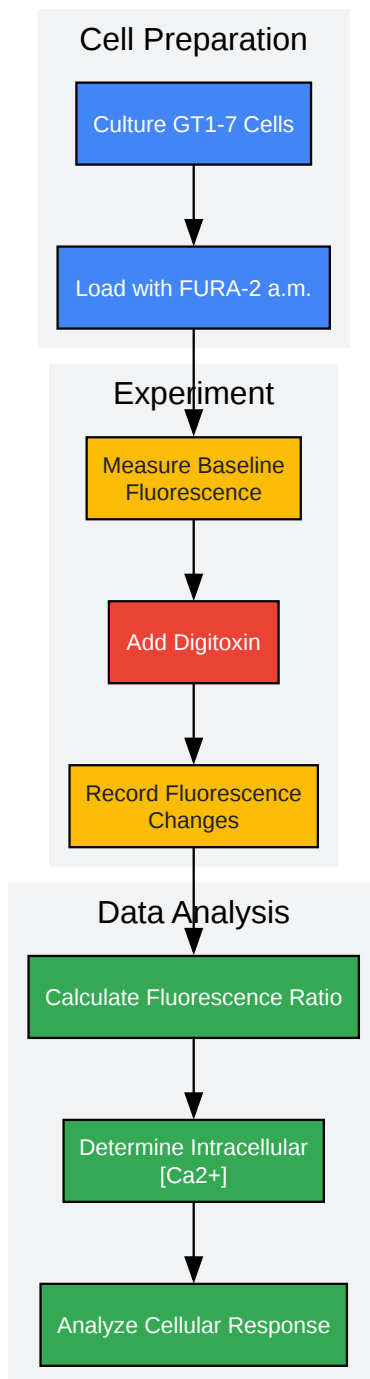 Cell Preparation
Culture GT1-7 Cells
Load with FURA-2 a.m.
Experiment
Measure Baseline
Fluorescence
Add Digitoxin
Record Fluorescence
Changes
Data Analysis
Calculate Fluorescence Ratio
Determine Intracellular
[Ca2+]
Analyze Cellular Response